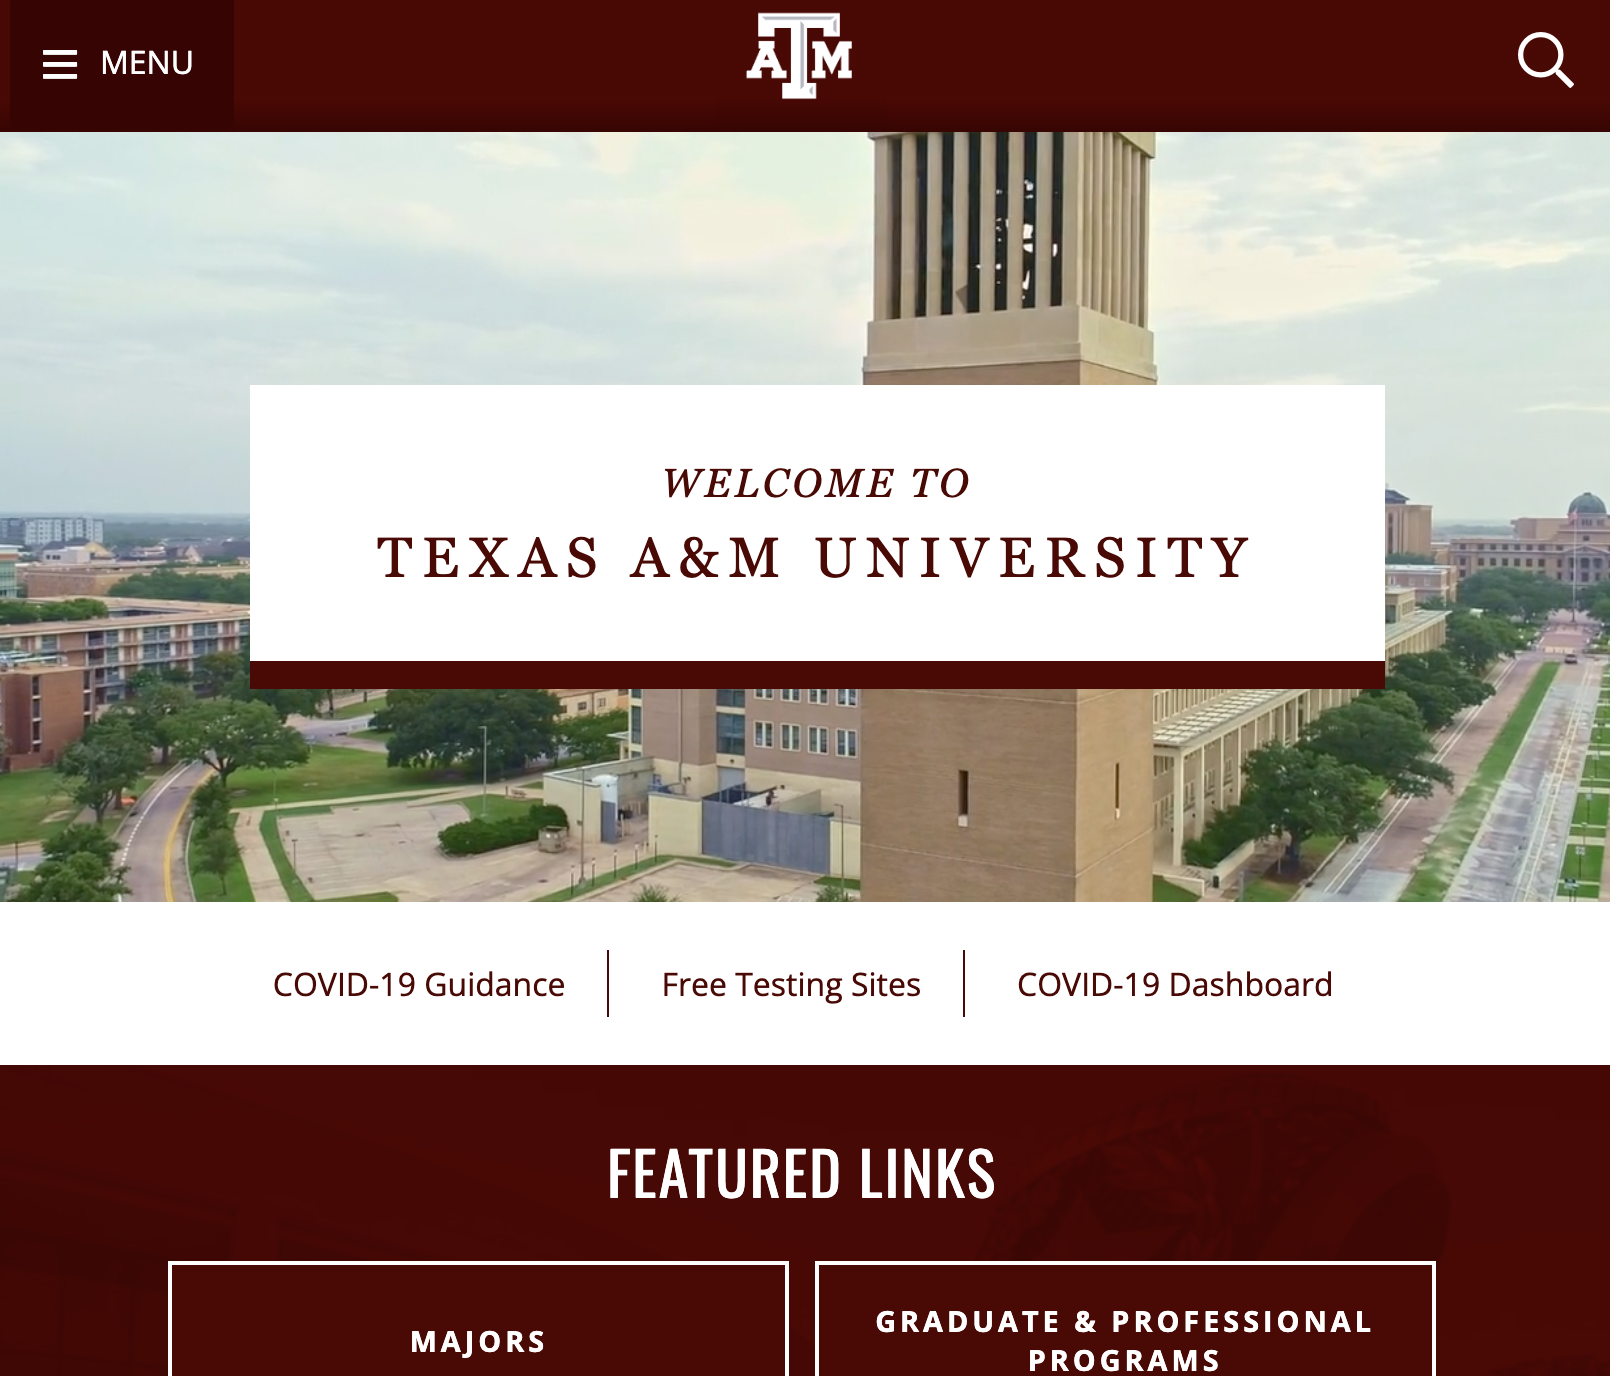 MENU
ATM
WELCOME TO
TEXAS A&M UNIVERSITY
COVID-19 Guidance
Free Testing Sites
COVID-19 Dashboard
FEATURED LINKS
MAJORS
GRADUATE & PROFESSIONAL
PROGRAMS